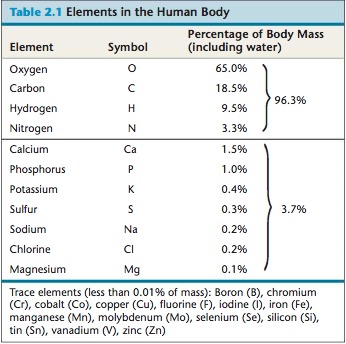 Table 2.1 Elements in the Human Body
Element Symbol Percentage of Body Mass (including water)
Oxygen O 65.0%
Carbon C 18.5%
96.3%
Hydrogen H 9.5%
Nitrogen N 3.3%
Calcium Ca 1.5%
Phosphorus P 1.0%
Potassium K 0.4%
Sulfur S 0.3% 3.7%
Sodium Na 0.2%
Chlorine Cl 0.2%
Magnesium Mg 0.1%
Trace elements (less than 0.01% of mass): Boron (B), chromium
(Cr), cobalt (Co), copper (Cu), fluorine (F), iodine (I), iron (Fe),
manganese (Mn), molybdenum (Mo), selenium (Se), silicon (Si),
tin (Sn), vanadium (V), zinc (Zn)